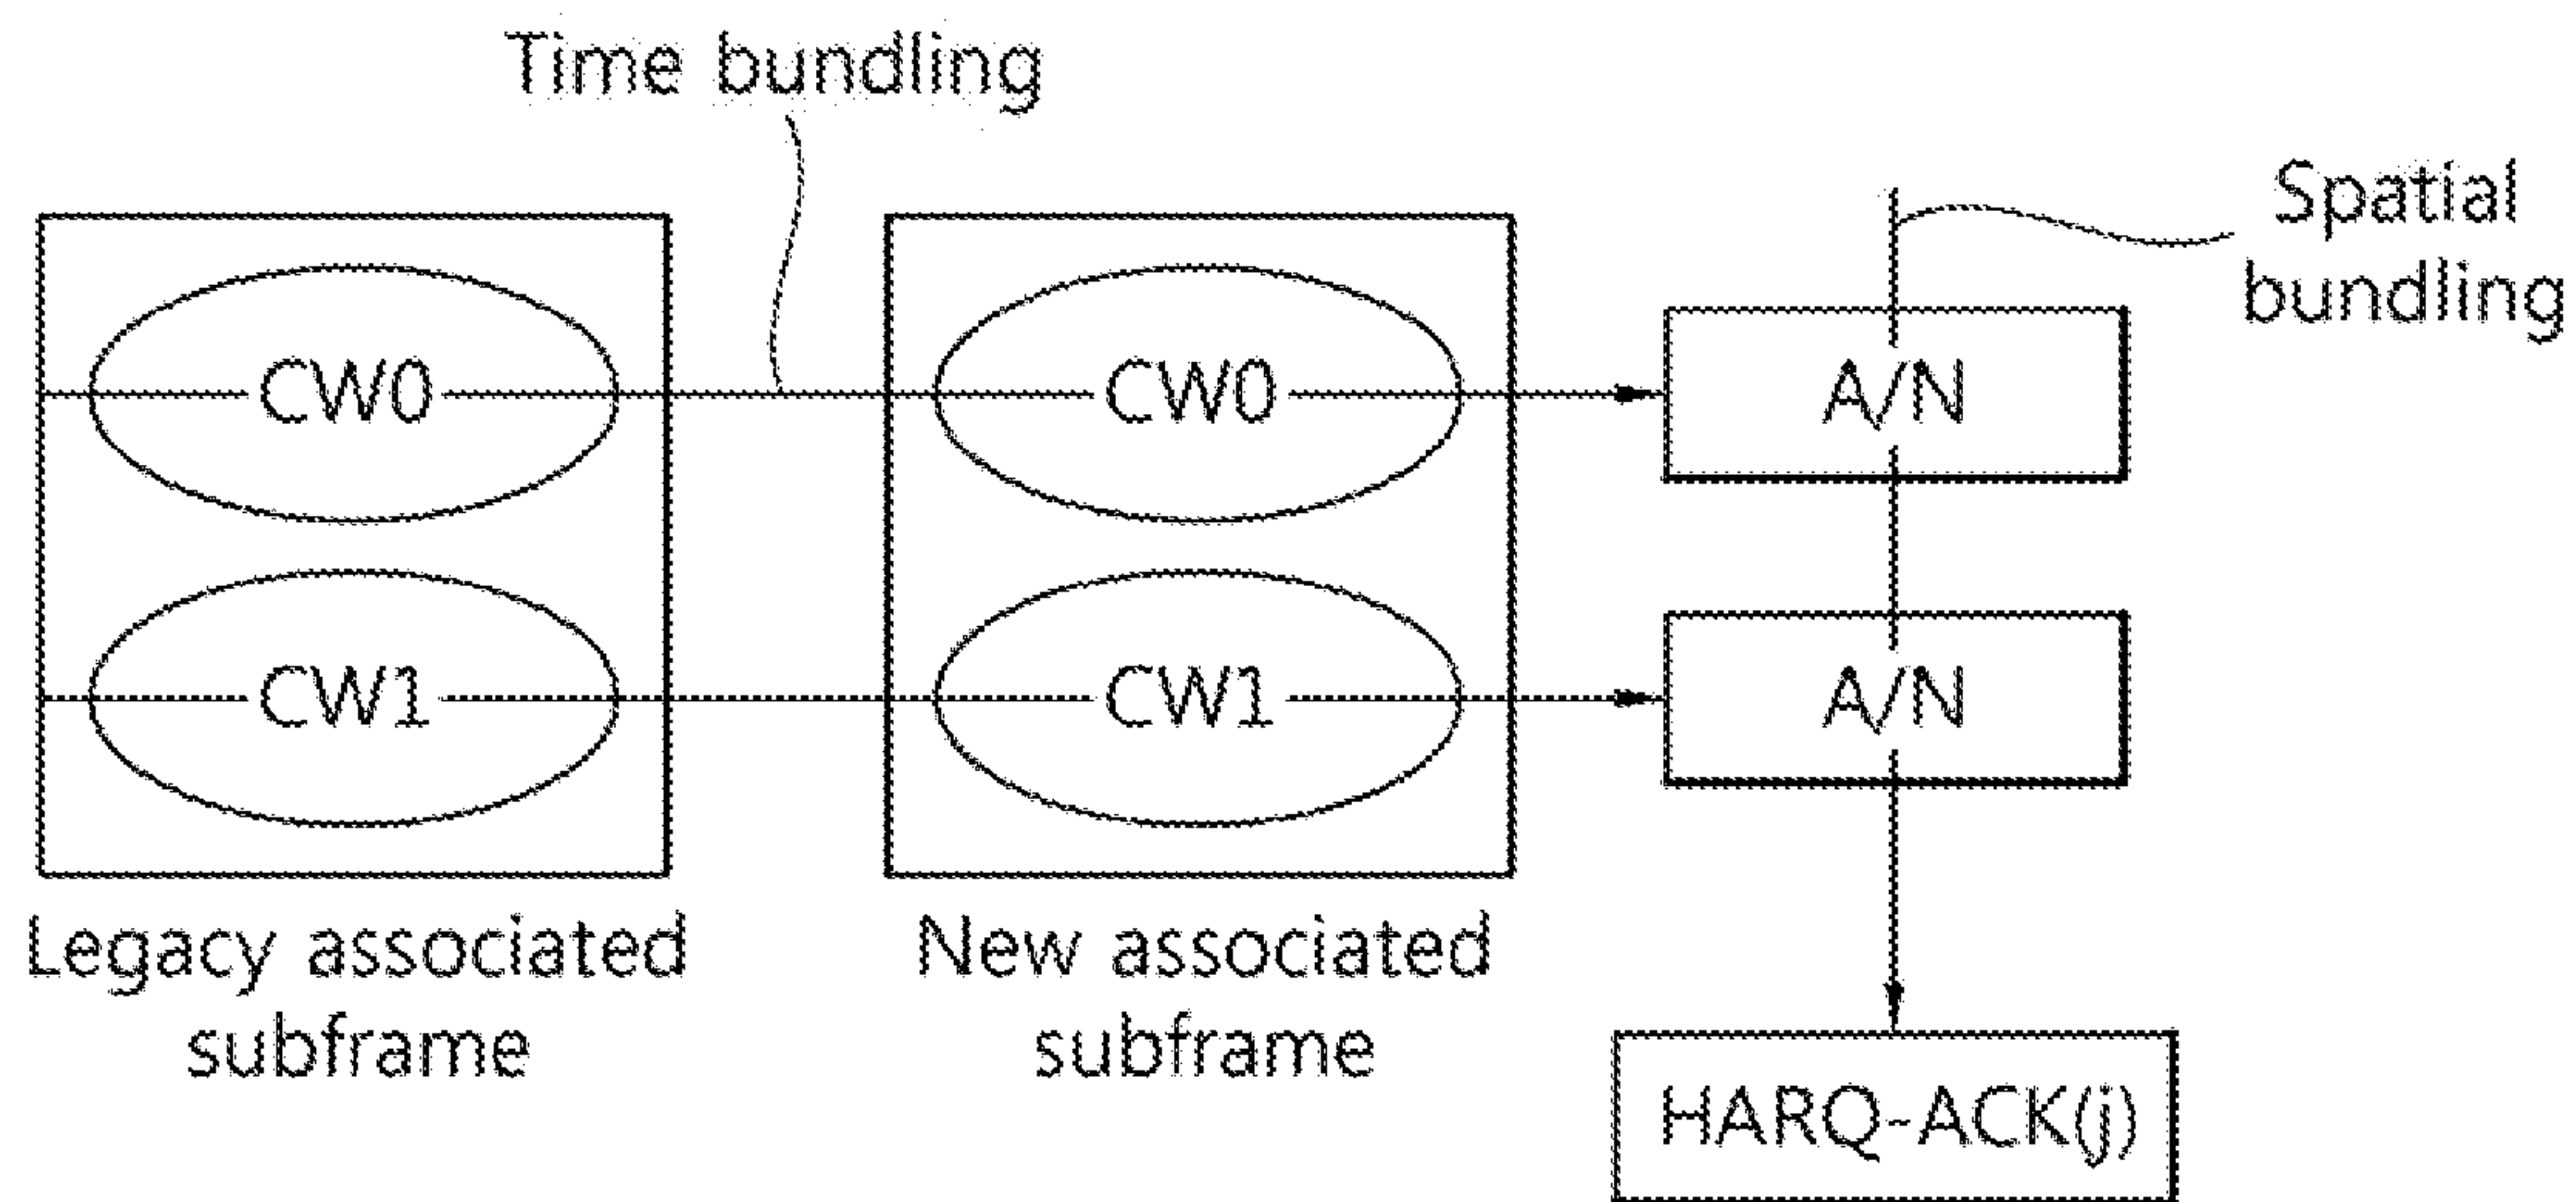 Time bundling
Spatial
bundling
CW0
CW0
A/N
CW1
CW1
A/N
Legacy associated
subframe
New associated
subframe
HARQ-ACK(j)